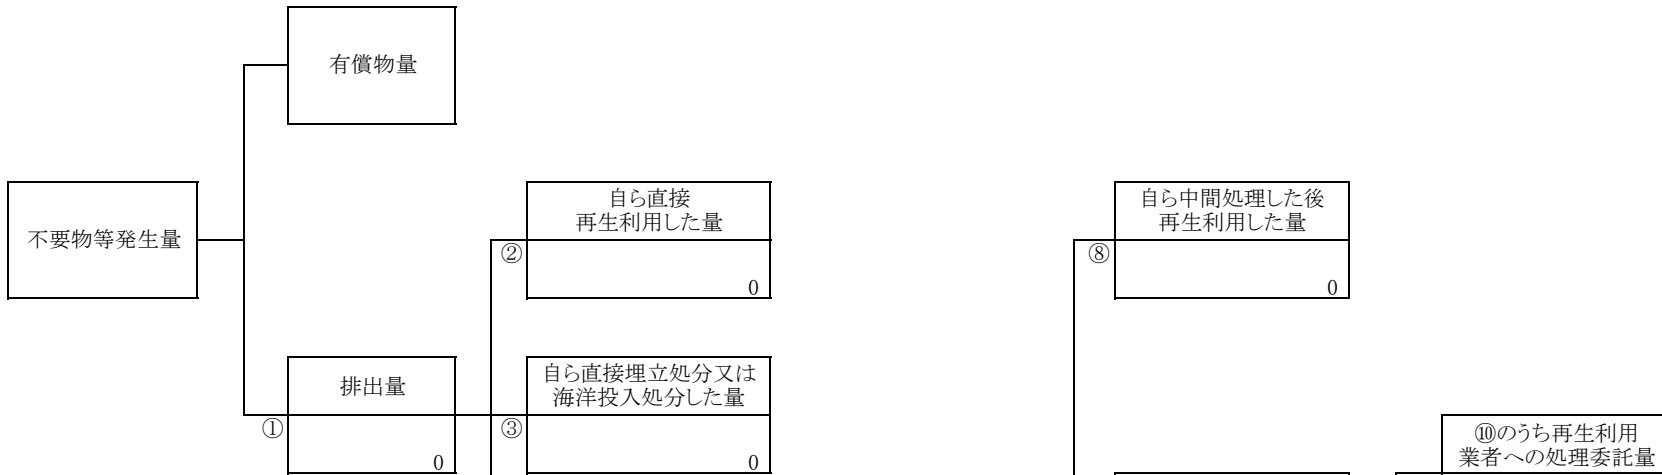 有償物量
不要物等発生量
自ら直接
再生利用した量
②
0
自ら中間処理した後
再生利用した量
⑧
0
排出量
①
0
自ら直接埋立処分又は
海洋投入処分した量
③
0
⑩のうち再生利用
業者への処理委託量